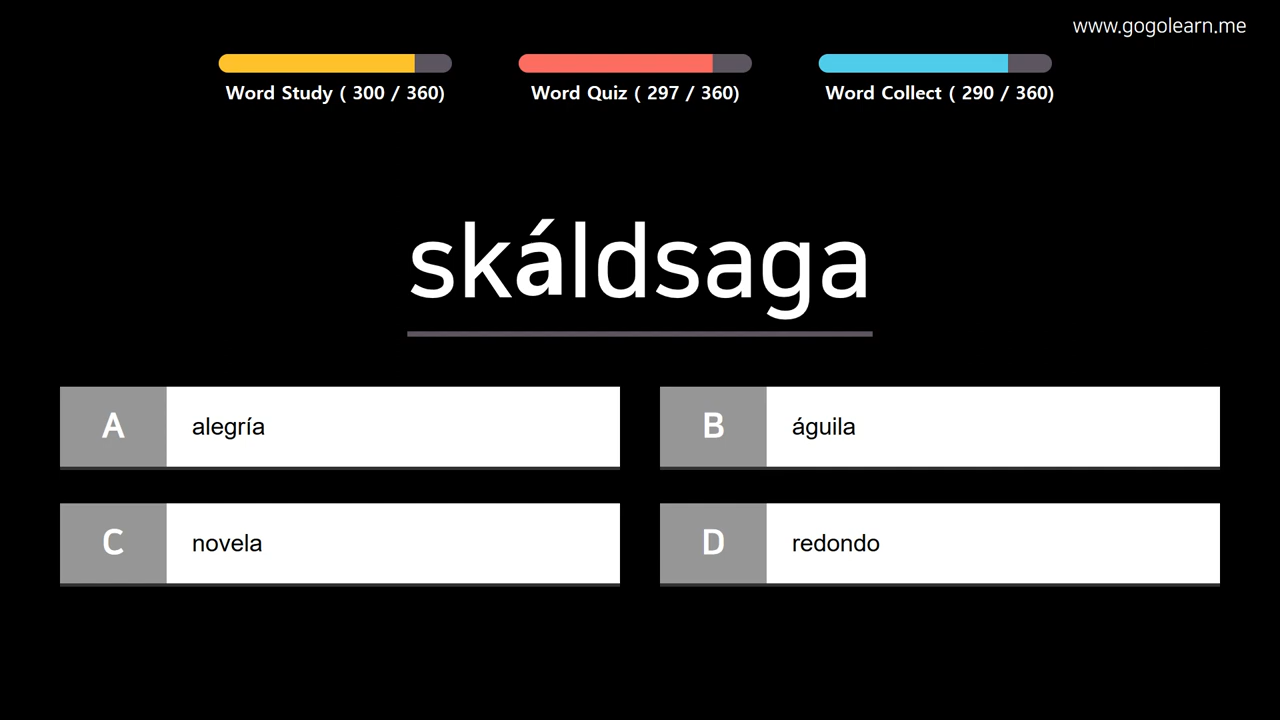 www.gogolearn.me
Word Study ( 300 / 360)
Word Quiz ( 297 / 360)
Word Collect ( 290 / 360)
skáldsaga
A alegría
B águila
C novela
D redondo